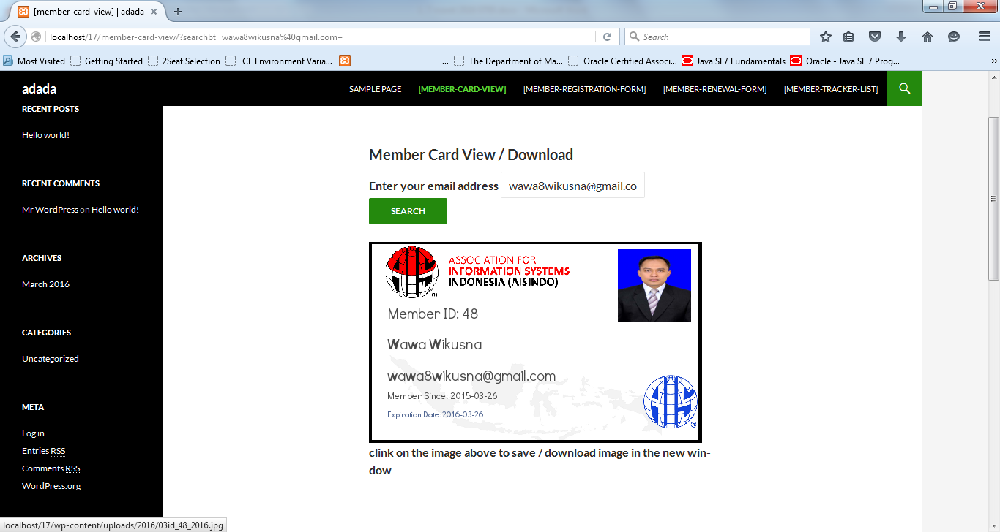 [member-card-view] | adada
localhost/17/member-card-view/?searchbt=wawa8wikusna%40gmail.com+
Search
Most Visited
Getting Started
2Seat Selection
CL Environment Varia...
...
The Department of Ma...
Oracle Certified Associ...
Java SE7 Fundamentals
Oracle - Java SE 7 Prog...
»
adada
SAMPLE PAGE
[MEMBER-CARD-VIEW]
[MEMBER-REGISTRATION-FORM]
[MEMBER-RENEWAL-FORM]
[MEMBER-TRACKER-LIST]
RECENT POSTS
Hello world!
RECENT COMMENTS
Mr WordPress on Hello world!
ARCHIVES
March 2016
CATEGORIES
Uncategorized
META
Log in
Entries RSS
Comments RSS
WordPress.org
Member Card View / Download
Enter your email address wawa8wikusna@gmail.co
SEARCH
ASSOCIATION FOR
INFORMATION SYSTEMS
INDONESIA (AISINDO)
Member ID: 48
Wawa Wikusna
wawa8wikusna@gmail.com
Member Since: 2015-03-26
Expiration Date: 2016-03-26
clink on the image above to save / download image in the new win-
dow
localhost/17/wp-content/uploads/2016/03id_48_2016.jpg